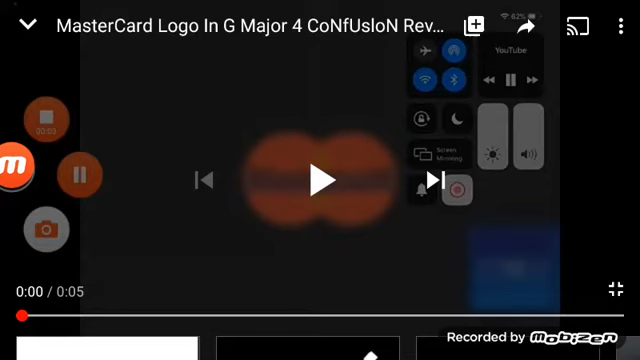 MasterCard Logo In G Major 4 CoNfUsIoN Rev...
62%
YouTube
00:03
Screen
Mirroring
0:00 / 0:05
Recorded by mobizen